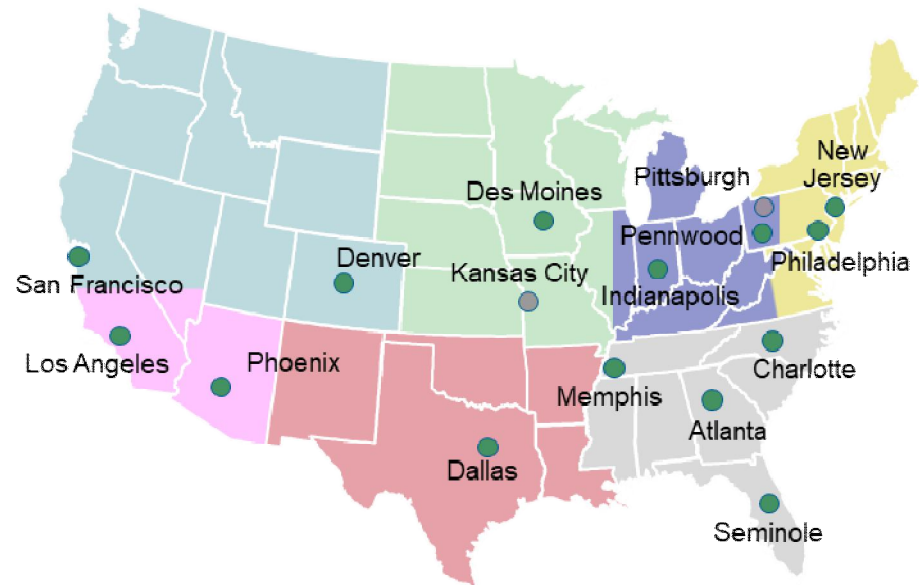 New
Jersey
Pittsburgh
Des Moines
Pennwood
Denver
Philadelphia
Kansas City
San Francisco
Indianapolis
Los Angeles
Phoenix
Charlotte
Memphis
Atlanta
Dallas
Seminole